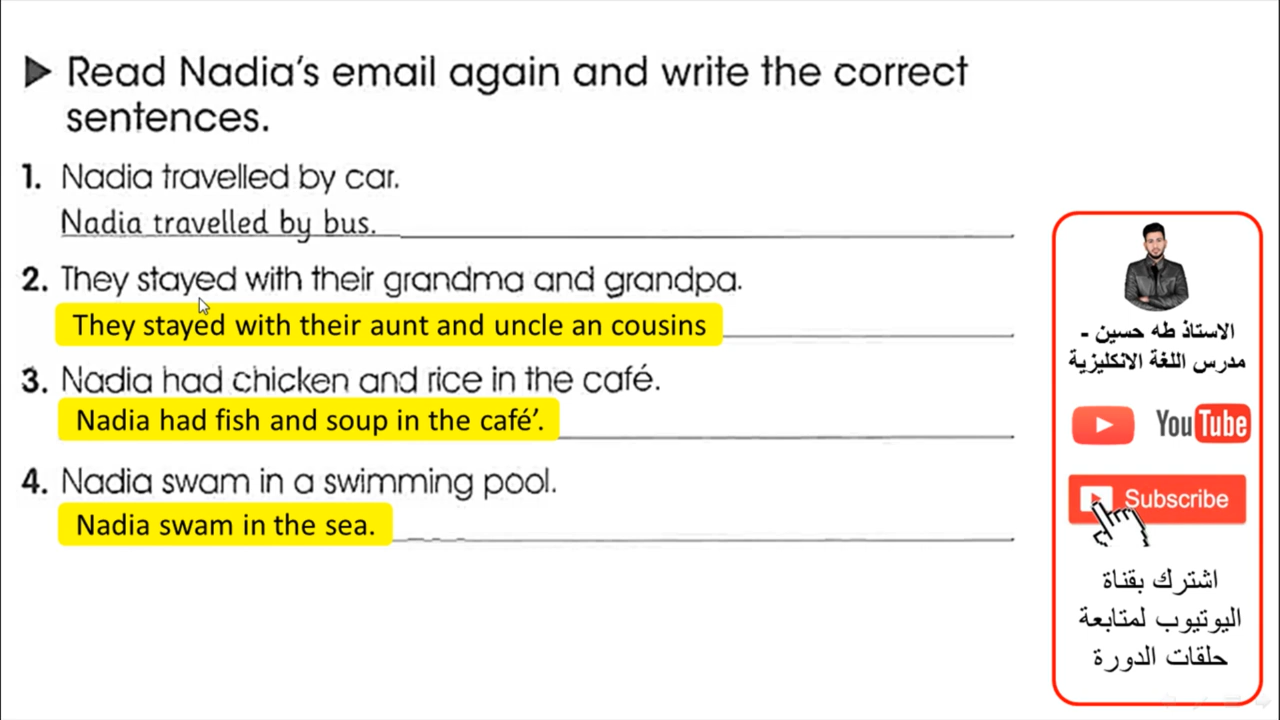 Read Nadia's email again and write the correct
sentences.
1. Nadia travelled by car.
Nadia travelled by bus.
2. They stayed with their grandma and grandpa.
They stayed with their aunt and uncle an cousins
3. Nadia had chicken and rice in the café.
Nadia had fish and soup in the café'.
4. Nadia swam in a swimming pool.
Nadia swam in the sea.
الاستاذ طه حسين -
مدرس اللغة الانكليزية
YouTube
Subscribe
اشترك بقناة
اليوتيوب لمتابعة
حلقات الدورة